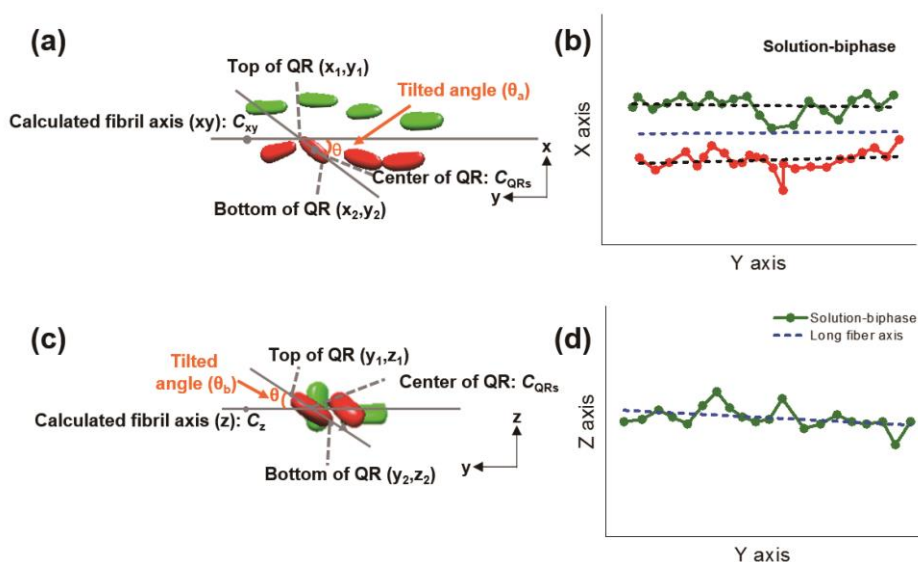 (a)
Top of QR (x₁,y₁)
Tilted angle (θₐ)
Calculated fibril axis (xy): Cxy
θ
x
y
Center of QR: CQRs
Bottom of QR (x₂,y₂)
(b)
Solution-biphase
X axis
Y axis
(c)
Tilted
angle (θb)
θ
Top of QR (y₁,z₁)
Center of QR: CQRs
Calculated fibril axis (z): Cz
z
y
Bottom of QR (y₂,z₂)
(d)
Solution-biphase
Long fiber axis
Z axis
Y axis